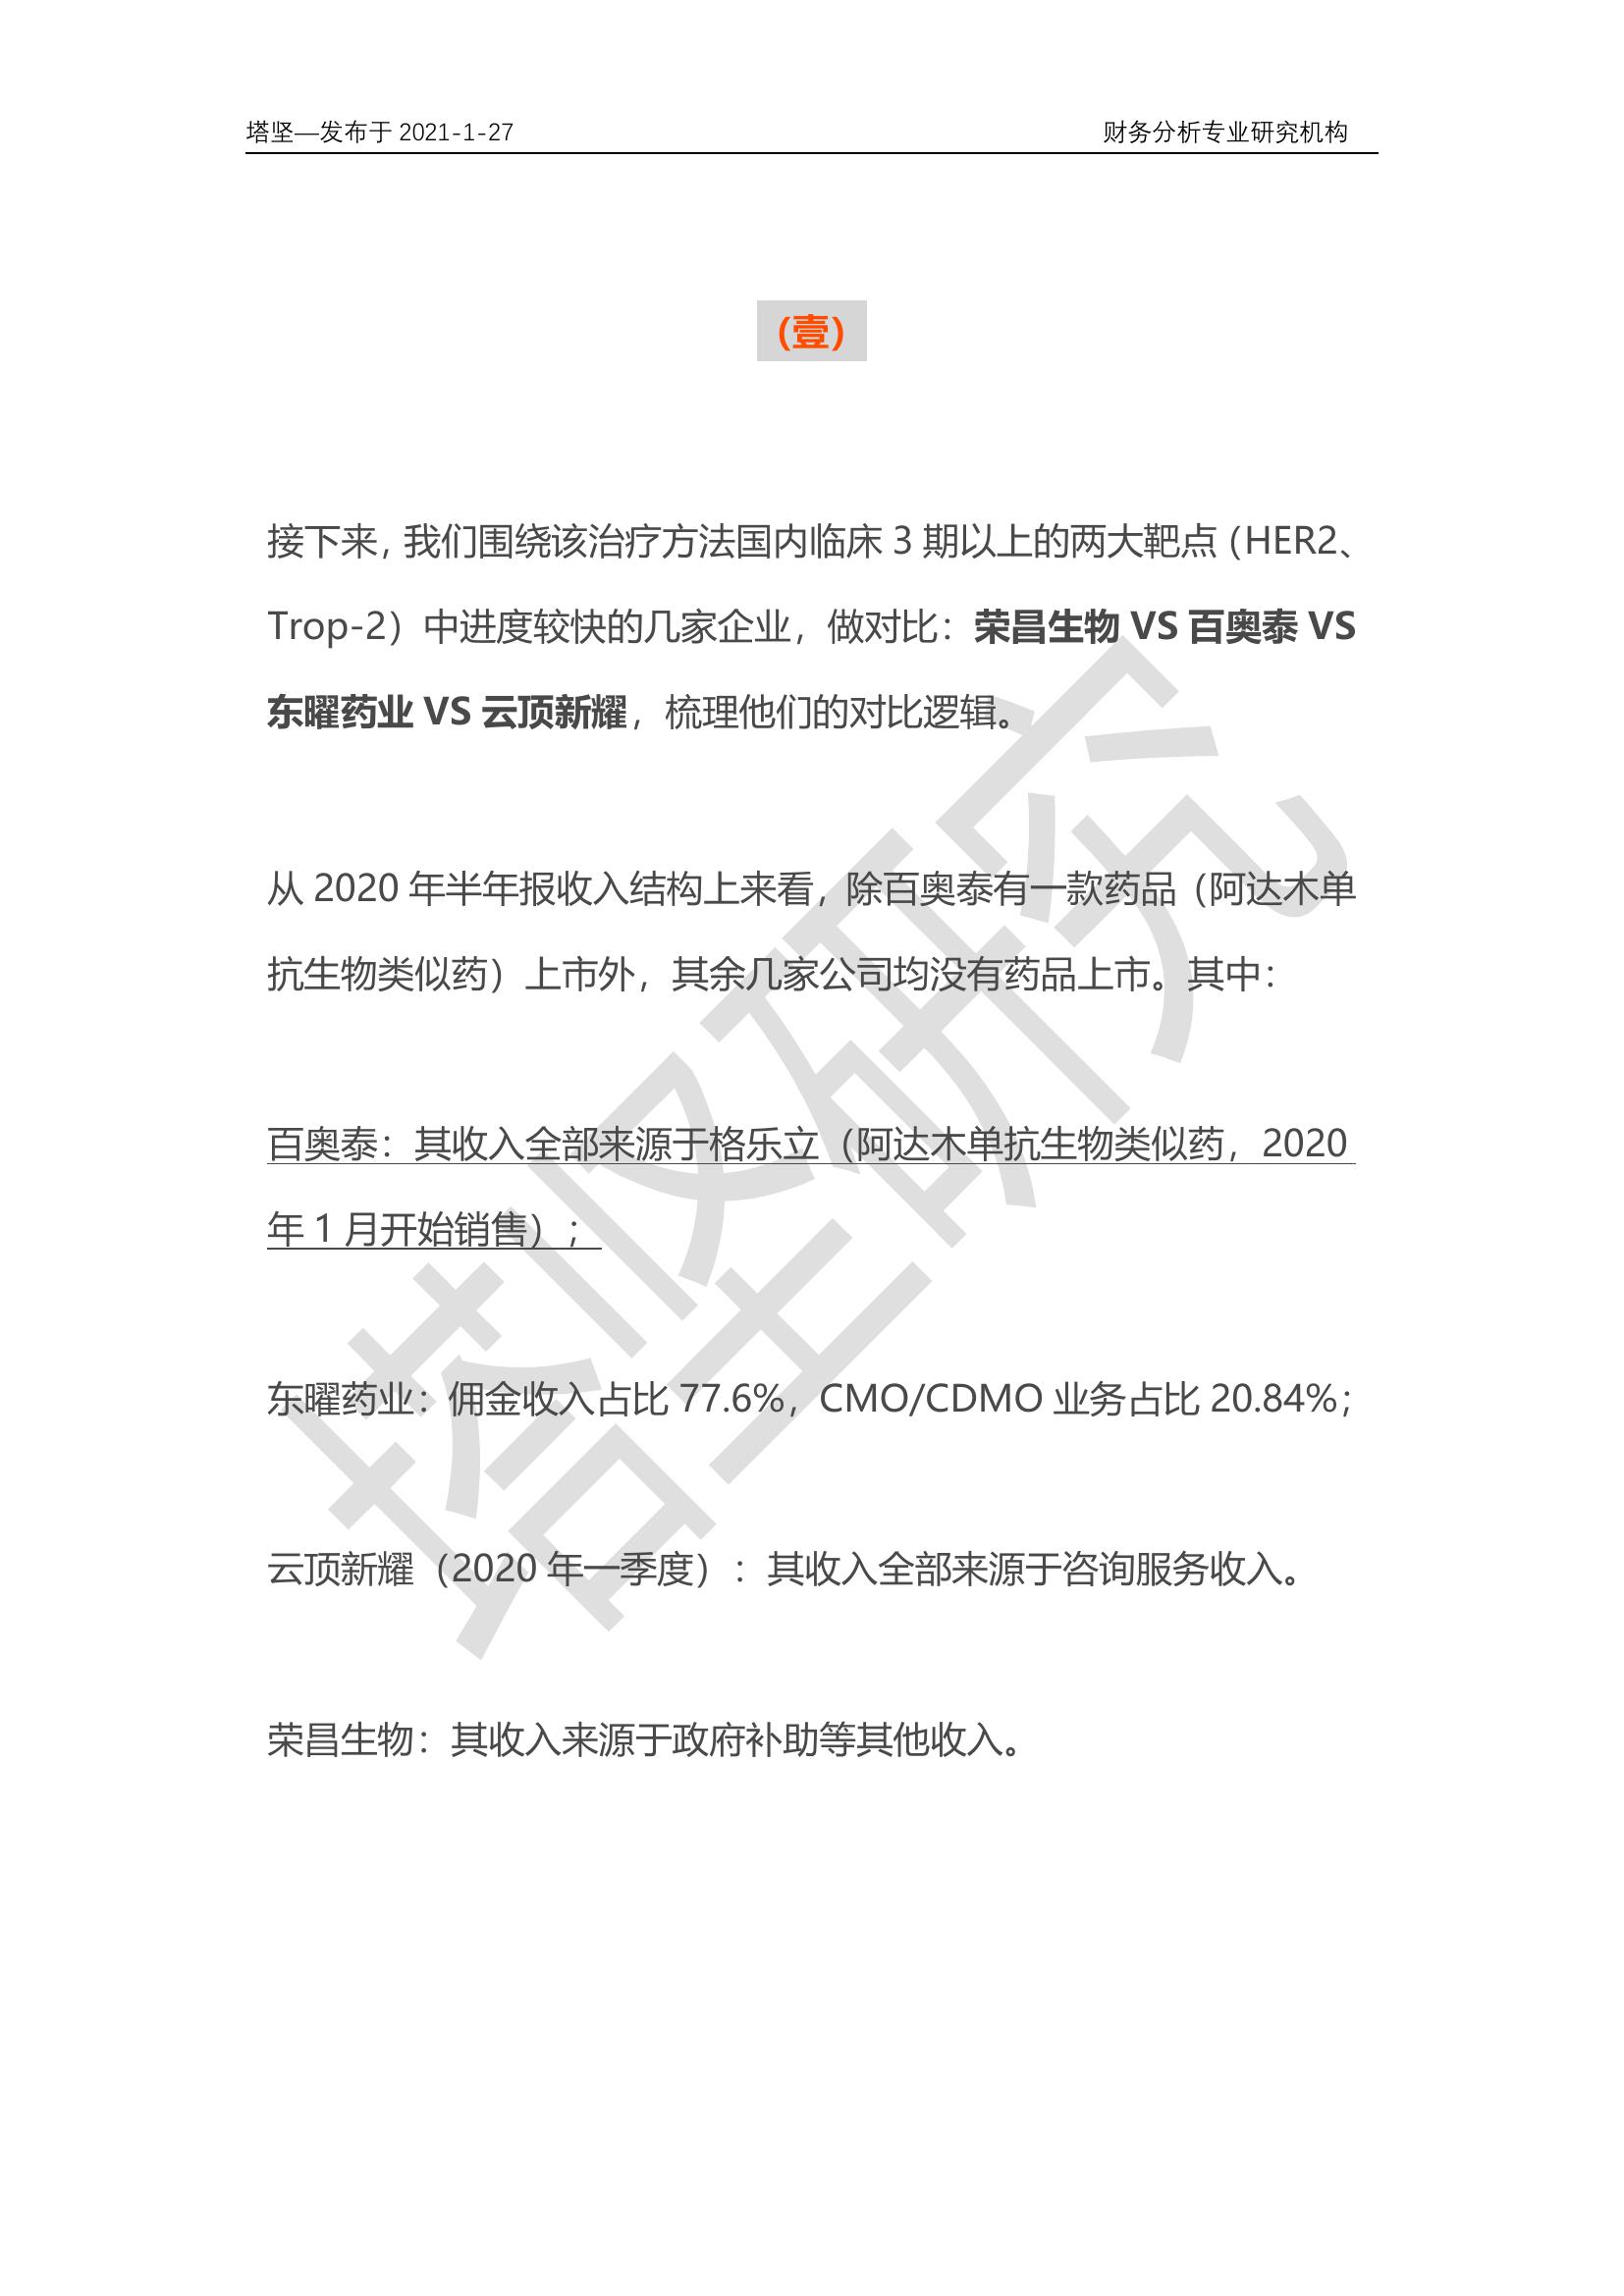 塔坚—发布于 2021-1-27 财务分析专业研究机构
(壹)
接下来，我们围绕该治疗方法国内临床 3 期以上的两大靶点（HER2、
Trop-2）中进度较快的几家企业，做对比：荣昌生物 VS 百奥泰 VS
东曜药业 VS 云顶新耀，梳理他们的对比逻辑。
从 2020 年半年报收入结构上来看，除百奥泰有一款药品（阿达木单
抗生物类似药）上市外，其余几家公司均没有药品上市。其中：
百奥泰：其收入全部来源于格乐立（阿达木单抗生物类似药，2020
年 1 月开始销售）；
东曜药业：佣金收入占比 77.6%，CMO/CDMO 业务占比 20.84%；
云顶新耀（2020 年一季度）：其收入全部来源于咨询服务收入。
荣昌生物：其收入来源于政府补助等其他收入。
塔坚研究